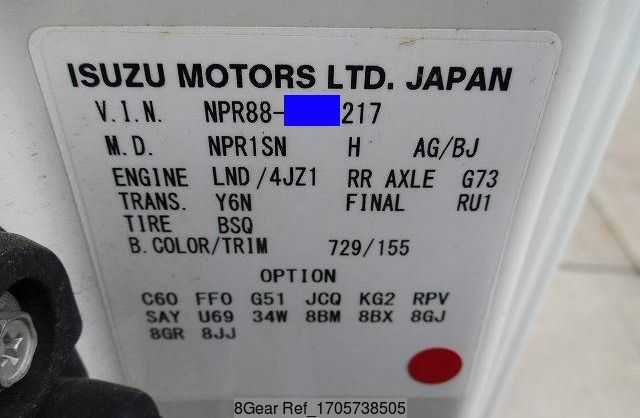 ISUZU MOTORS LTD. JAPAN
V.I.N. NPR88- 217
M.D. NPR1SN H AG/BJ
ENGINE LND/4JZ1 RR AXLE G73
TRANS. Y6N FINAL RU1
TIRE BSQ
B.COLOR/TRIM 729/155
OPTION
C60 FF0 G51 JCQ KG2 RPV
SAY U69 34W 8BM 8BX 8GJ
8GR 8JJ
8Gear Ref_1705738505